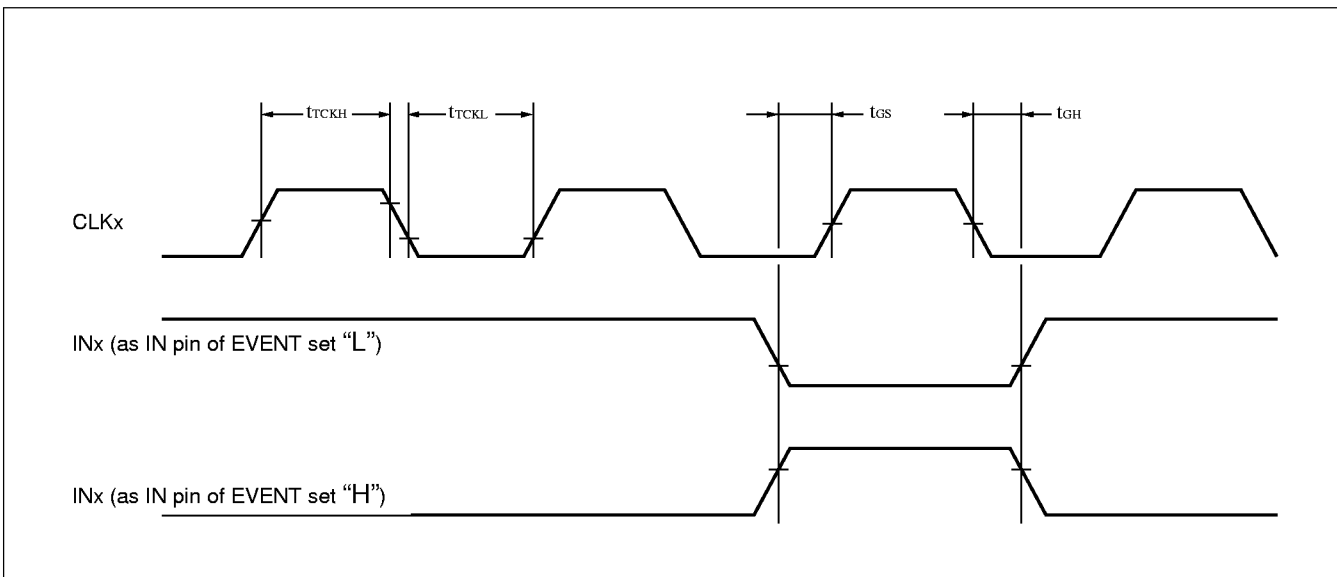 tTCKH tTCKL tGS tGH
CLKx
INx (as IN pin of EVENT set “L”)
INx (as IN pin of EVENT set “H”)